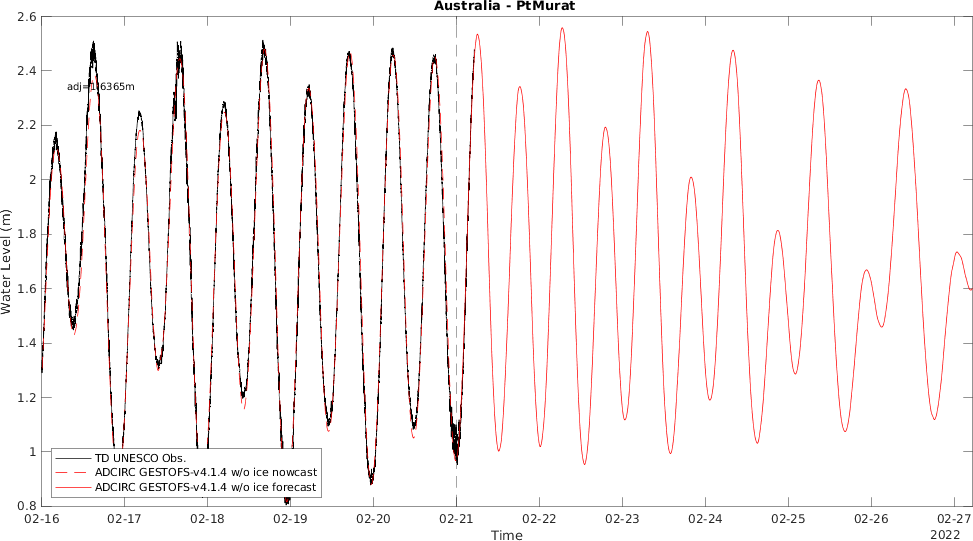 Australia - PtMurat
2.6
2.4
2.2
2
1.8
1.6
1.4
1.2
1
0.8
Water Level (m)
adj=1.6365m
TD UNESCO Obs.
ADCIRC GESTOFS-v4.1.4 w/o ice nowcast
ADCIRC GESTOFS-v4.1.4 w/o ice forecast
02-16 02-17 02-18 02-19 02-20 02-21 02-22 02-23 02-24 02-25 02-26 02-27
Time
2022